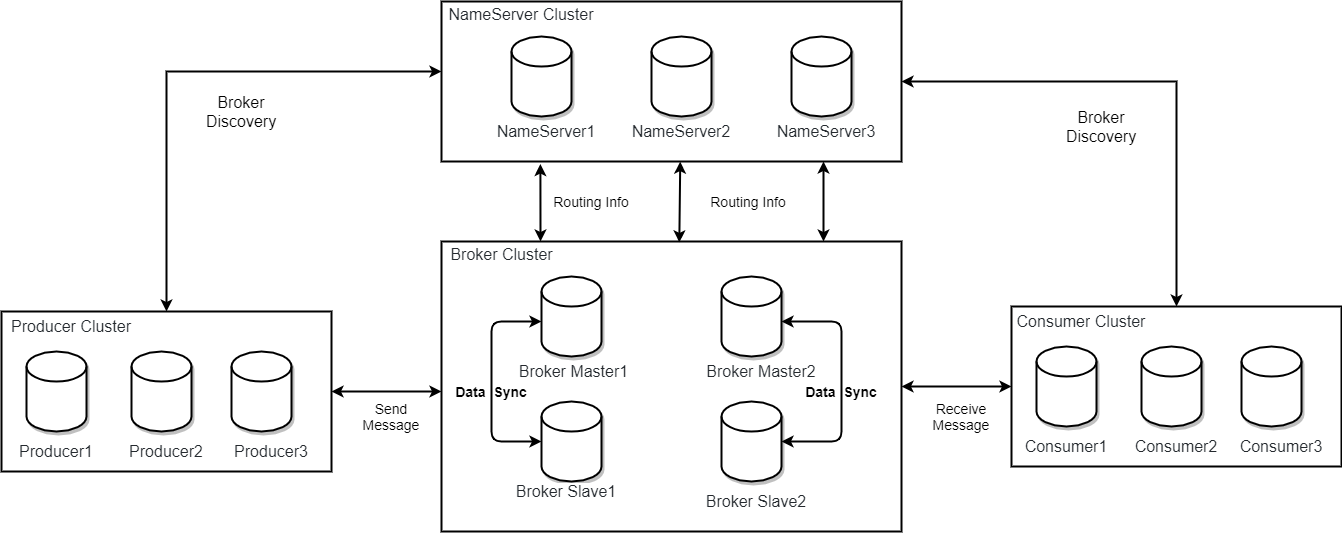 NameServer Cluster
NameServer1
NameServer2
NameServer3
Broker
Discovery
Broker
Discovery
Routing Info
Routing Info
Broker Cluster
Broker Master1
Broker Master2
Data Sync
Data Sync
Broker Slave1
Broker Slave2
Producer Cluster
Producer1
Producer2
Producer3
Send
Message
Receive
Message
Consumer Cluster
Consumer1
Consumer2
Consumer3